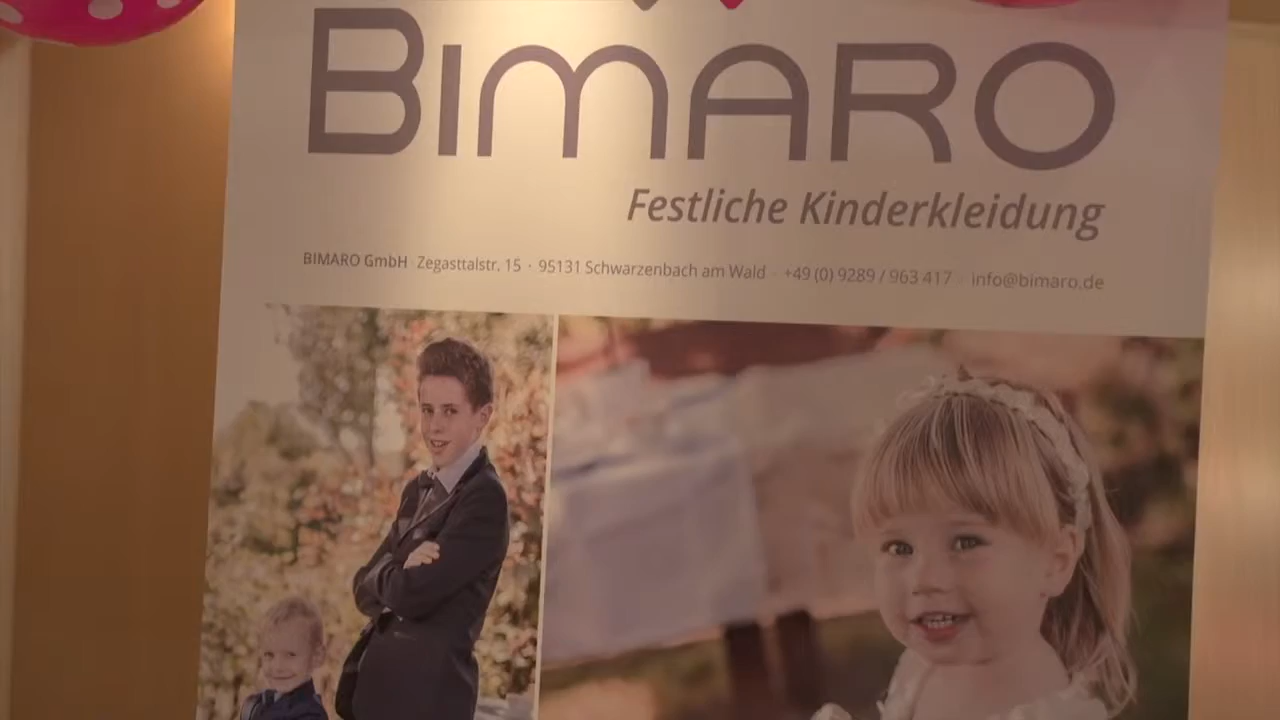 BIMARO
Festliche Kinderkleidung
BIMARO GmbH · Zegasttalstr. 15 · 95131 Schwarzenbach am Wald · +49 (0) 9289 / 963 417 · info@bimaro.de